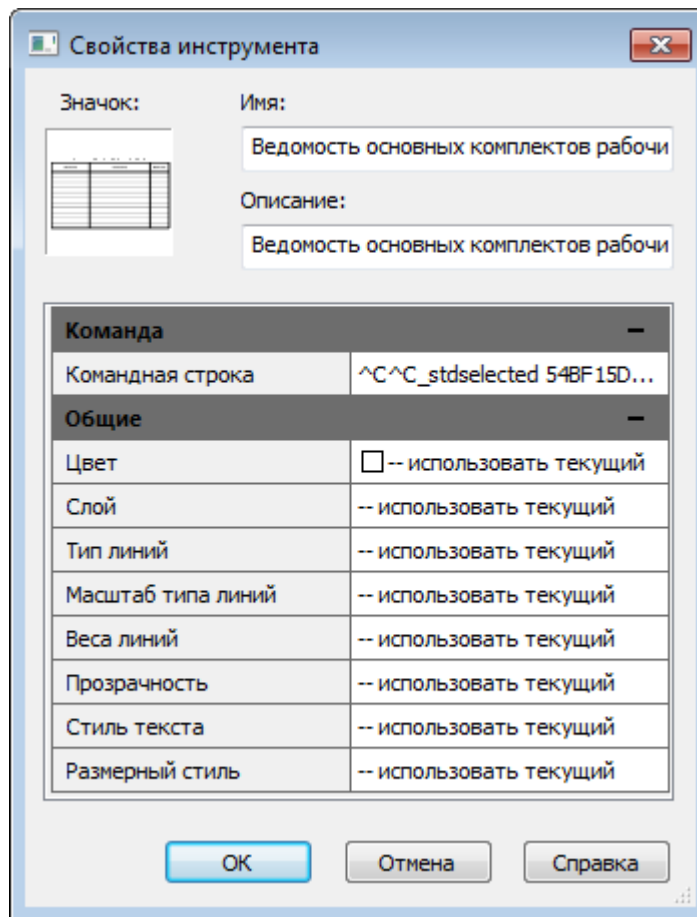 Свойства инструмента
Значок:
Имя:
Ведомость основных комплектов рабочи
Описание:
Ведомость основных комплектов рабочи
Команда
Командная строка ^C^C_stdselected 54BF15D...
Общие
Цвет -- использовать текущий
Слой -- использовать текущий
Тип линий -- использовать текущий
Масштаб типа линий -- использовать текущий
Веса линий -- использовать текущий
Прозрачность -- использовать текущий
Стиль текста -- использовать текущий
Размерный стиль -- использовать текущий
ОК Отмена Справка